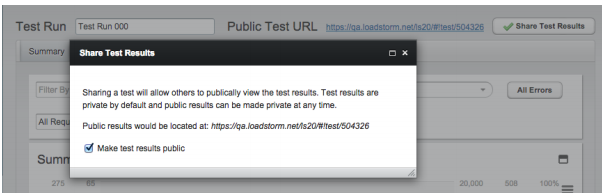 Test Run Test Run 000 Public Test URL https://qa.loadstorm.net/ls20/#!test/504326 Share Test Results
Summary Share Test Results
Filter By All Errors
Sharing a test will allow others to publically view the test results. Test results are
private by default and public results can be made private at any time.
All Requ
Public results would be located at: https://qa.loadstorm.net/ls20/#!test/504326
Make test results public
Summ
275 65 20,000 508 100%